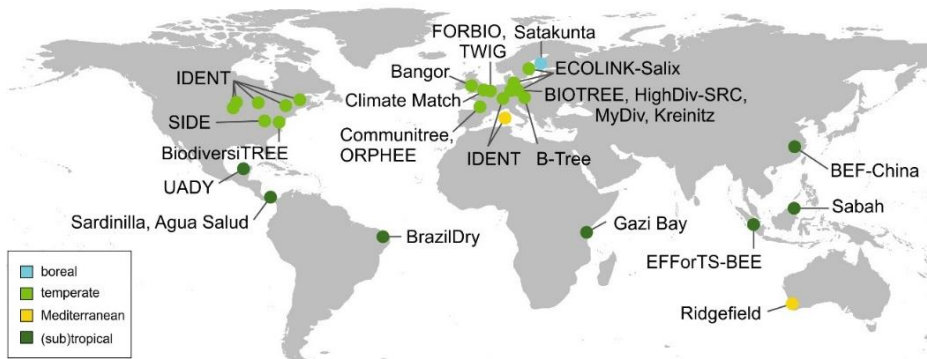 FORBIO, Satakunta
TWIG
IDENT
Bangor
ECOLINK-Salix
Climate Match
BIOTREE, HighDiv-SRC,
MyDiv, Kreinitz
SIDE
Communitree,
ORPHEE
BiodiversiTREE
IDENT
B-Tree
UADY
BEF-China
Sardinilla, Agua Salud
BrazilDry
Gazi Bay
Sabah
EFForTS-BEE
Ridgefield
boreal
temperate
Mediterranean
(sub)tropical